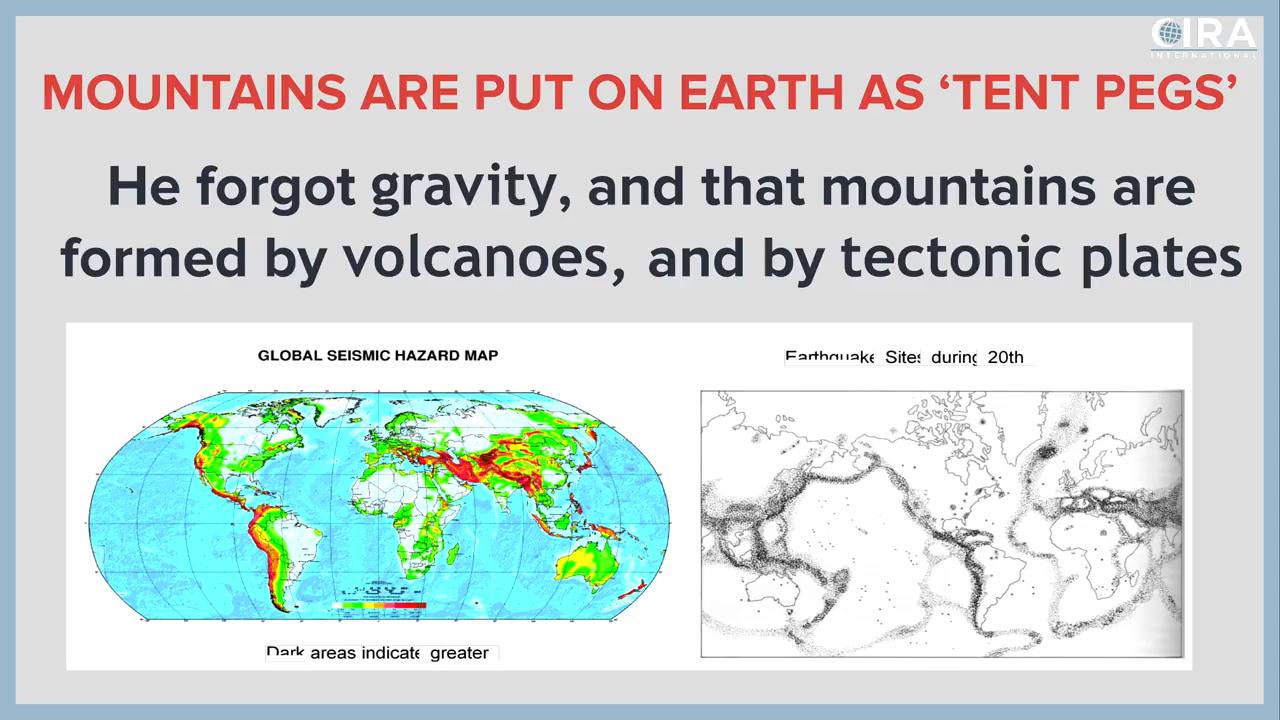 CIRA
INTERNATIONAL
MOUNTAINS ARE PUT ON EARTH AS ‘TENT PEGS’
He forgot gravity, and that mountains are
formed by volcanoes, and by tectonic plates
GLOBAL SEISMIC HAZARD MAP
Earthquake Sites during 20th
Dark areas indicate greater